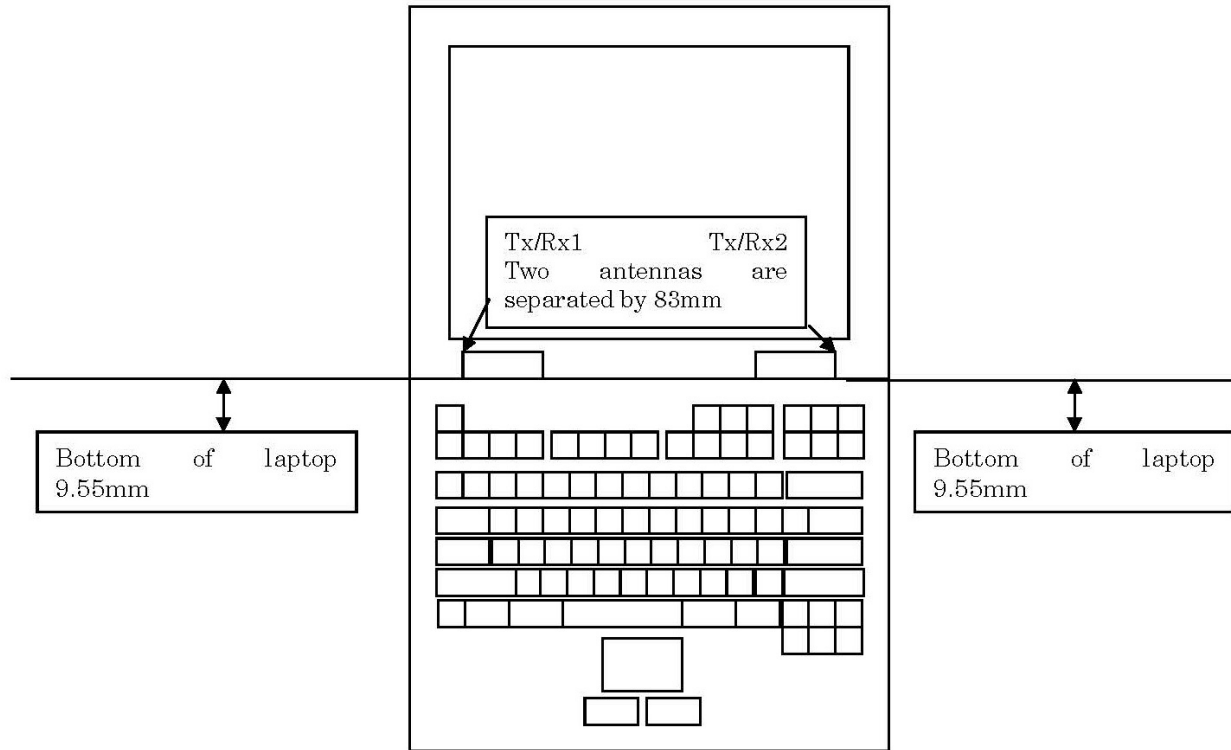 Tx/Rx1 Tx/Rx2
Two antennas are
separated by 83mm
Bottom of laptop
9.55mm
Bottom of laptop
9.55mm